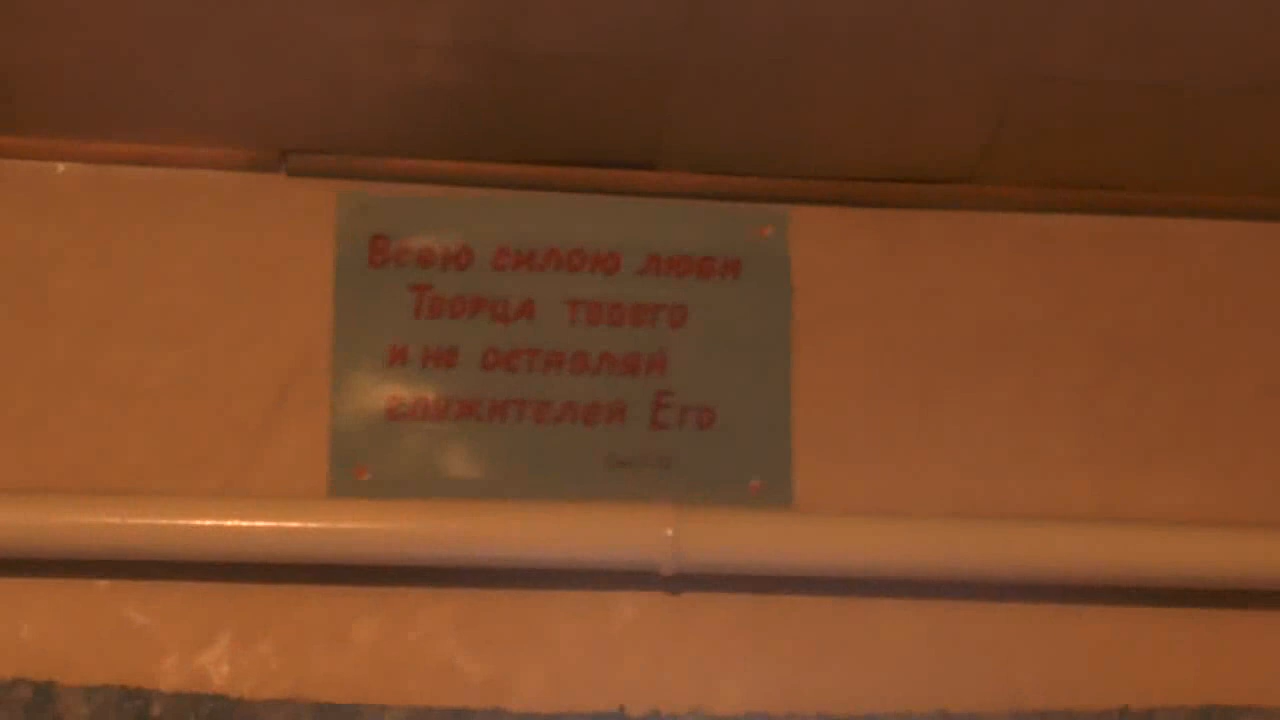 Всею силою люби
Творца твоего
и не оставляй
служителей Его